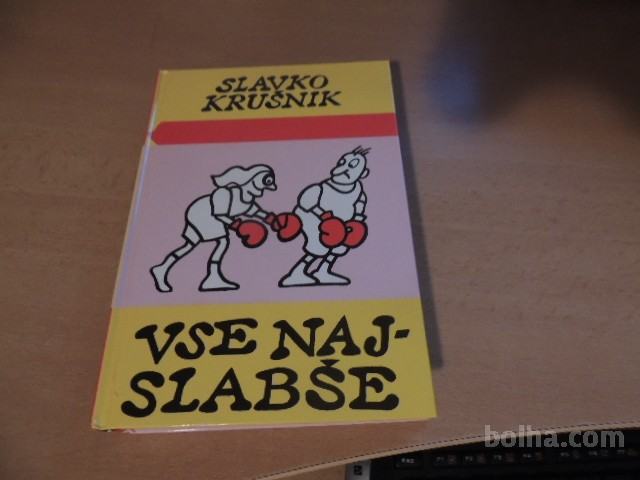 SLAVKO
KRUŠNIK
VSE NAJ-
SLABŠE
bolha.com